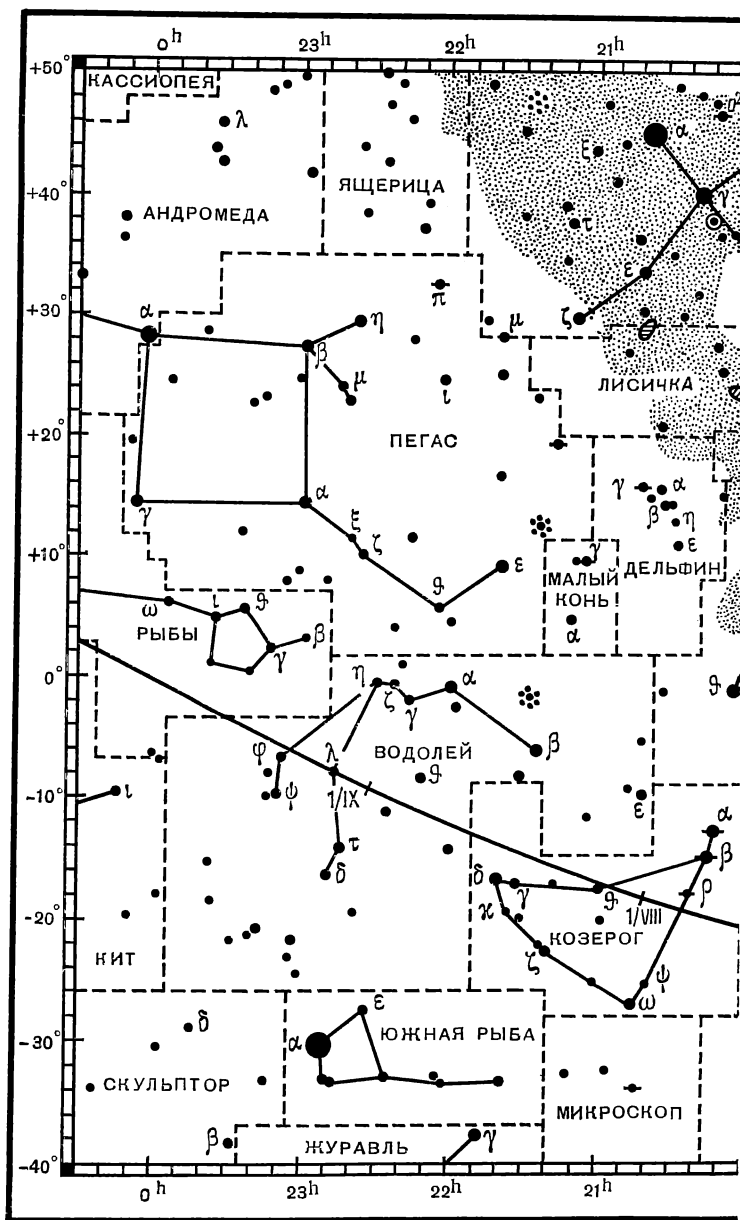 0ʰ 23ʰ 22ʰ 21ʰ
+50°
КАССИОПЕЯ
λ α
ξ
+40°
АНДРОМЕДА ЯЩЕРИЦА
τ γ
ε
+30°
α η π μ ζ
β
μ ι ЛИСИЧКА
+20°
ПЕГАС
γ α ξ
ζ
γ α
β η
ε
+10°
ε γ
МАЛЫЙ ДЕЛЬФИН
КОНЬ
ϑ
α
ω ι ϑ
РЫБЫ β
γ
0°
η ζ γ α ϑ
φ λ ВОДОЛЕЙ β
ϑ
-10°
ι ψ 1/IX ε
α
τ β
δ
δ γ ϑ ρ
-20°
ϰ 1/VIII
КОЗЕРОГ
КИТ ζ ψ
ω
δ
-30°
α ε ЮЖНАЯ РЫБА
СКУЛЬПТОР МИКРОСКОП
β ЖУРАВЛЬ γ
-40°
0ʰ 23ʰ 22ʰ 21ʰ